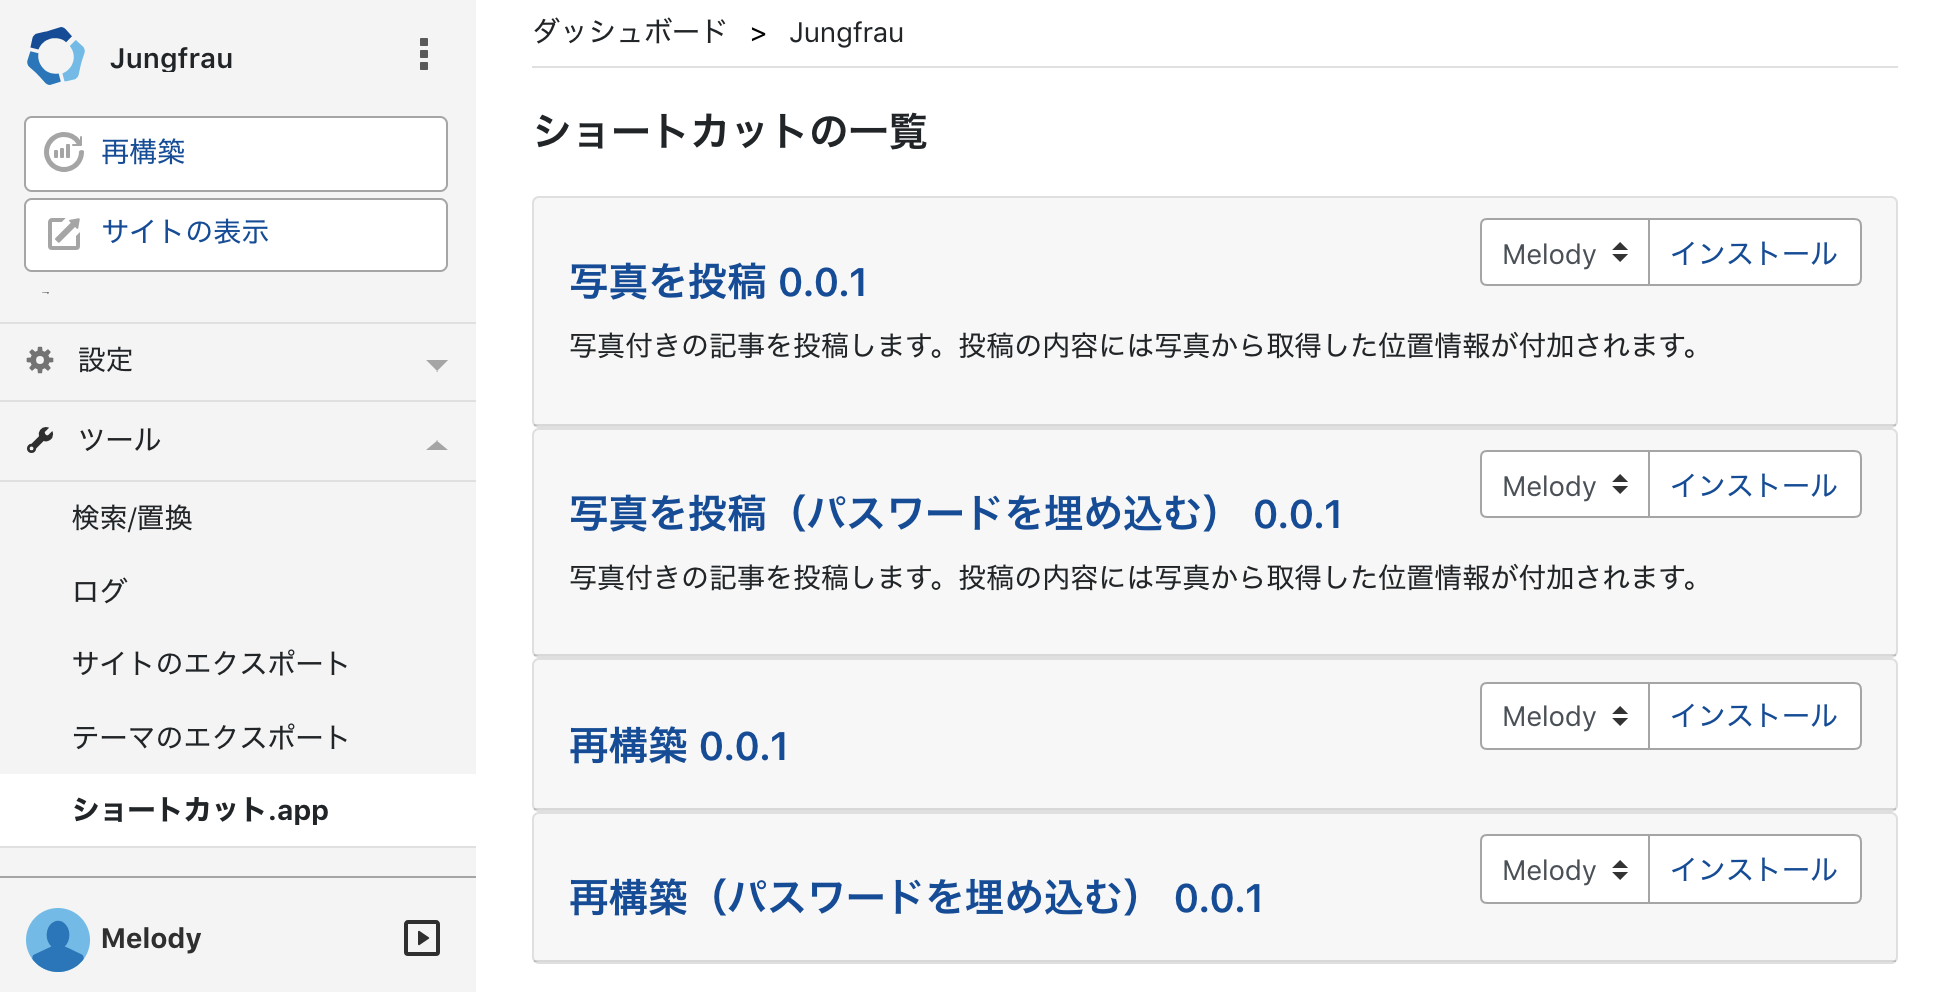 Jungfrau
再構築
サイトの表示
設定
ツール
検索/置換
ログ
サイトのエクスポート
テーマのエクスポート
ショートカット.app
Melody
ダッシュボード > Jungfrau
ショートカットの一覧
写真を投稿 0.0.1
Melody インストール
写真付きの記事を投稿します。投稿の内容には写真から取得した位置情報が付加されます。
写真を投稿（パスワードを埋め込む） 0.0.1
Melody インストール
写真付きの記事を投稿します。投稿の内容には写真から取得した位置情報が付加されます。
再構築 0.0.1
Melody インストール
再構築（パスワードを埋め込む） 0.0.1
Melody インストール